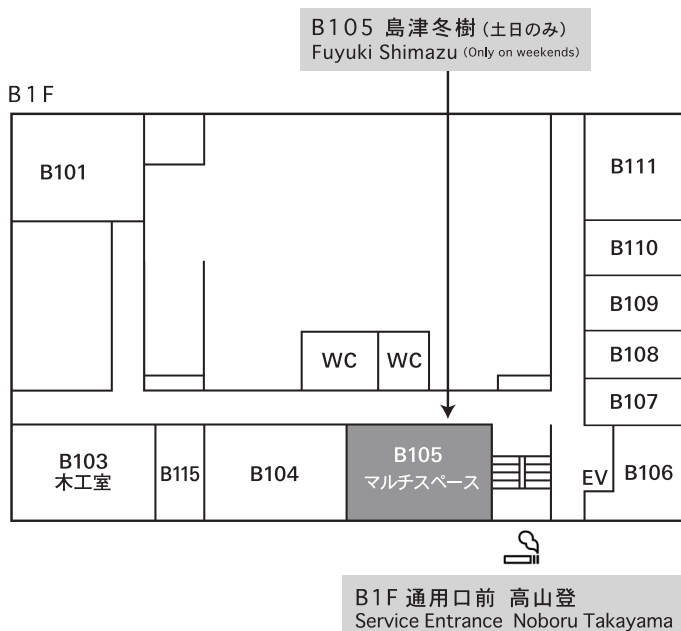 B105 島津冬樹 (土日のみ)
Fuyuki Shimazu (Only on weekends)
B1F
B101
B111
B110
B109
WC
WC
B108
B107
B103
木工室
B115
B104
B105
マルチスペース
EV
B106
B1F 通用口前 高山登
Service Entrance Noboru Takayama